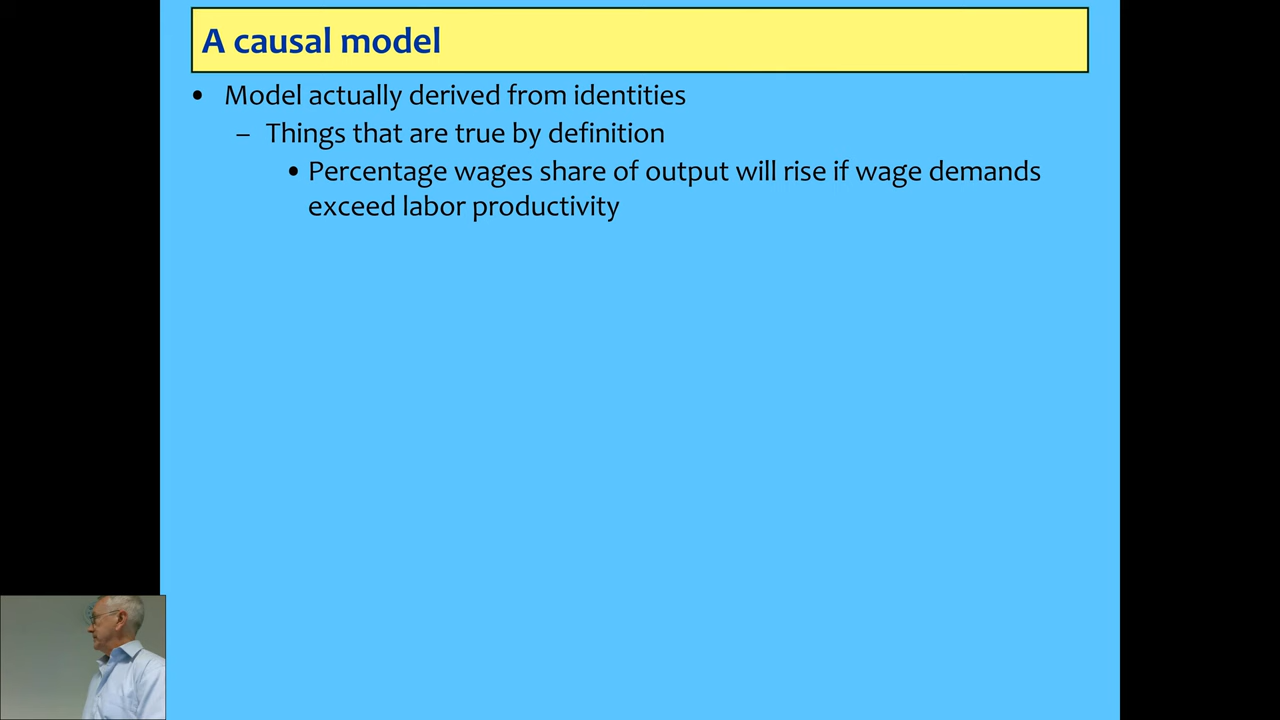 A causal model
• Model actually derived from identities
– Things that are true by definition
• Percentage wages share of output will rise if wage demands
exceed labor productivity